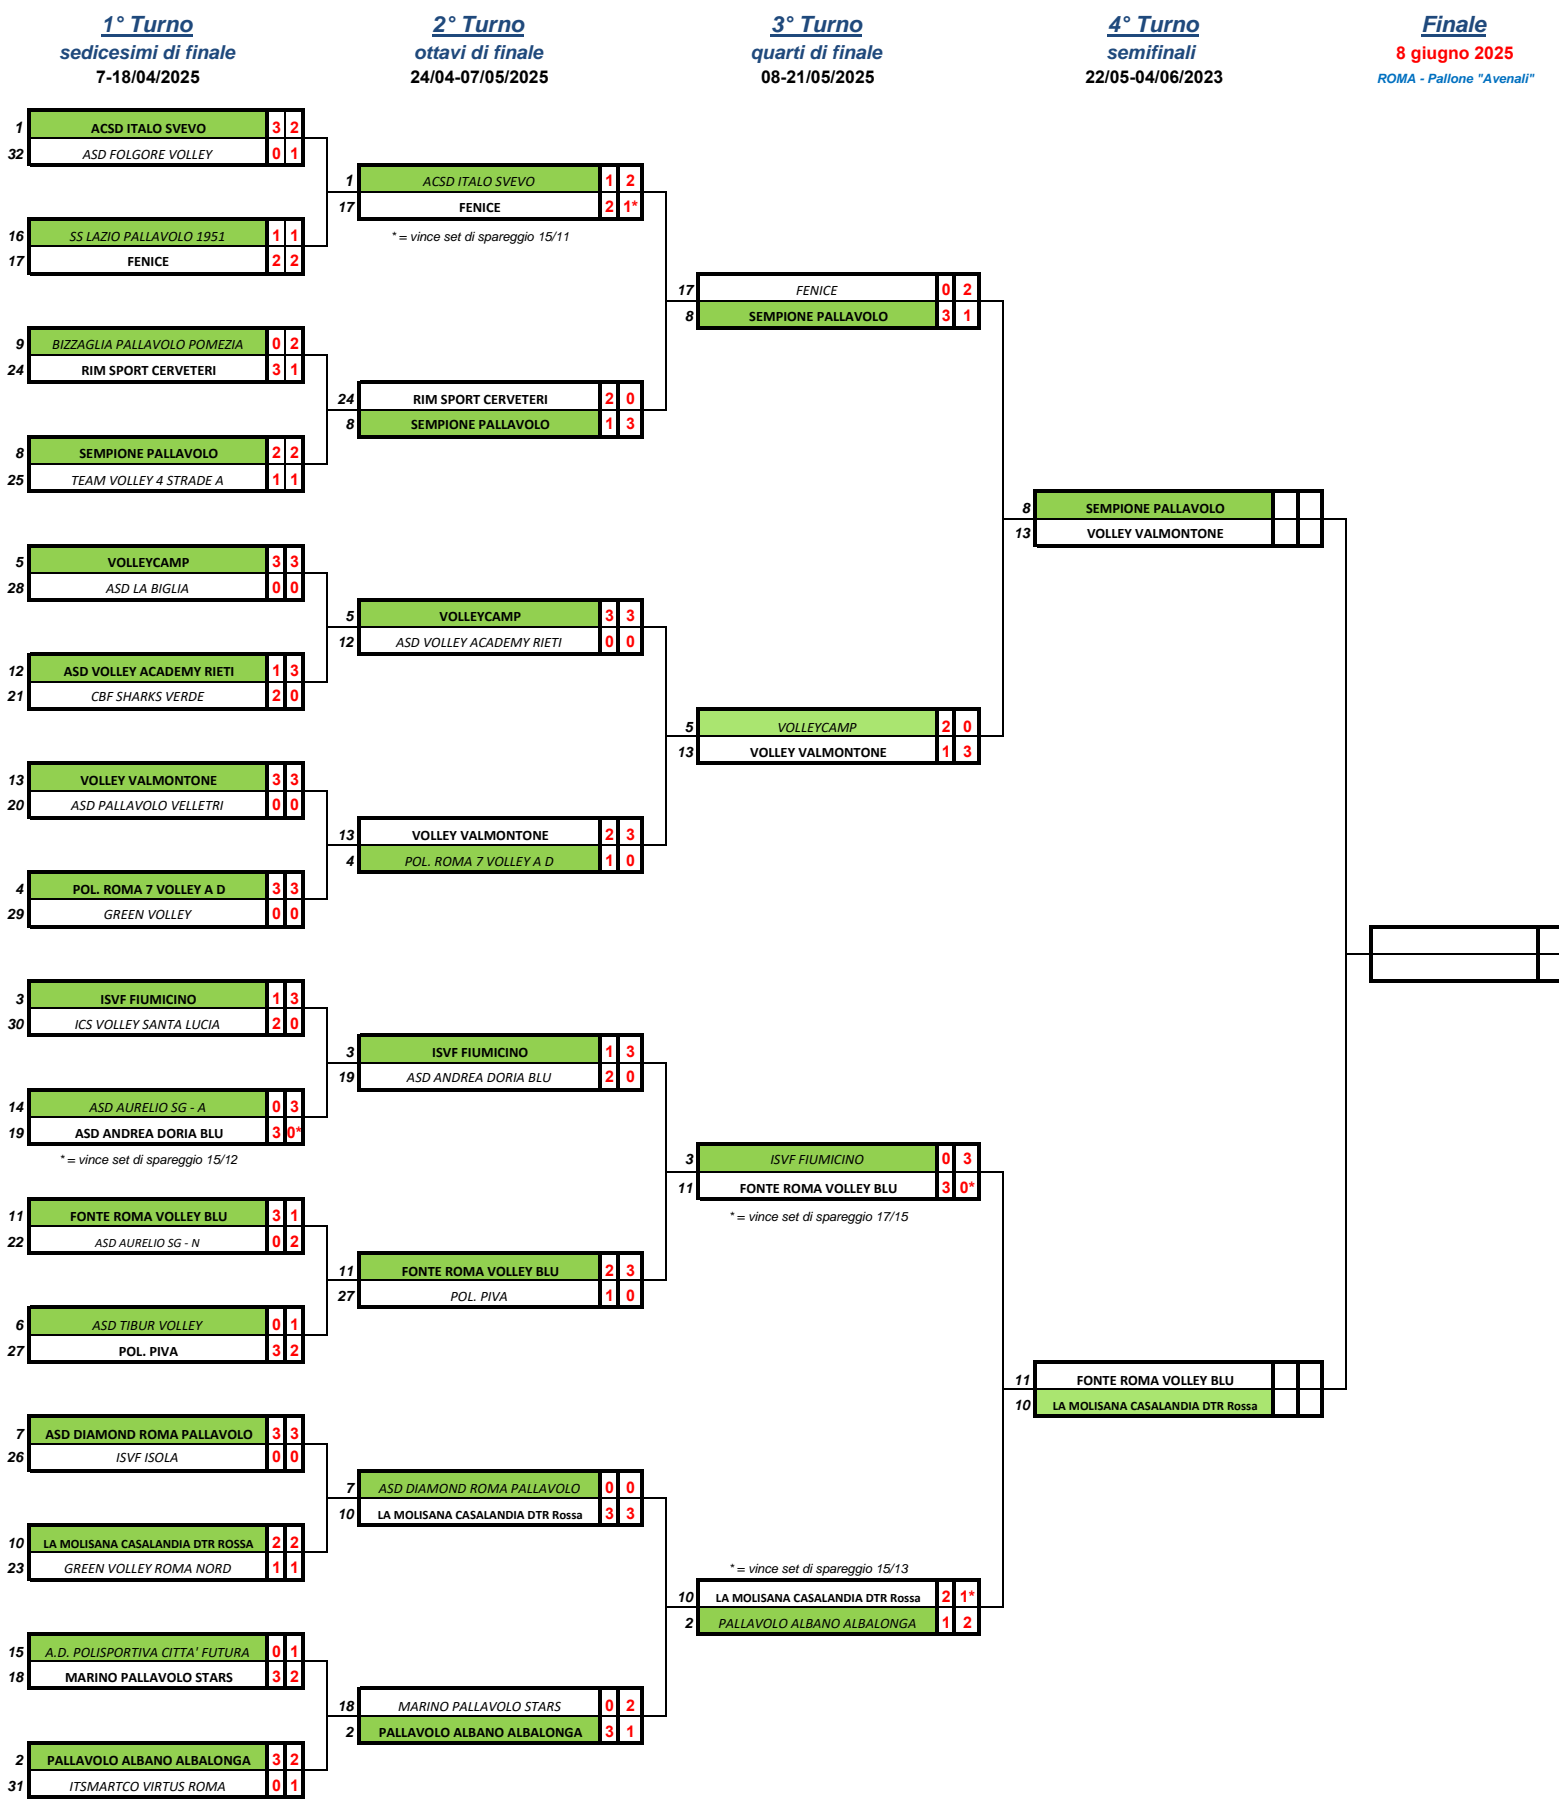 1° Turno
sedicesimi di finale
7-18/04/2025
2° Turno
ottavi di finale
24/04-07/05/2025
3° Turno
quarti di finale
08-21/05/2025
4° Turno
semifinali
22/05-04/06/2023
Finale
8 giugno 2025
ROMA - Pallone "Avenali"
1 ACSD ITALO SVEVO 3 2
32 ASD FOLGORE VOLLEY 0 1
16 SS LAZIO PALLAVOLO 1951 1 1
17 FENICE 2 2
9 BIZZAGLIA PALLAVOLO POMEZIA 0 2
24 RIM SPORT CERVETERI 3 1
8 SEMPIONE PALLAVOLO 2 2
25 TEAM VOLLEY 4 STRADE A 1 1
5 VOLLEYCAMP 3 3
28 ASD LA BIGLIA 0 0
12 ASD VOLLEY ACADEMY RIETI 1 3
21 CBF SHARKS VERDE 2 0
13 VOLLEY VALMONTONE 3 3
20 ASD PALLAVOLO VELLETRI 0 0
4 POL. ROMA 7 VOLLEY A D 3 3
29 GREEN VOLLEY 0 0
3 ISVF FIUMICINO 1 3
30 ICS VOLLEY SANTA LUCIA 2 0
14 ASD AURELIO SG - A 0 3
19 ASD ANDREA DORIA BLU 3 0*
* = vince set di spareggio 15/12
11 FONTE ROMA VOLLEY BLU 3 1
22 ASD AURELIO SG - N 0 2
6 ASD TIBUR VOLLEY 0 1
27 POL. PIVA 3 2
7 ASD DIAMOND ROMA PALLAVOLO 3 3
26 ISVF ISOLA 0 0
10 LA MOLISANA CASALANDIA DTR ROSSA 2 2
23 GREEN VOLLEY ROMA NORD 1 1
15 A.D. POLISPORTIVA CITTA' FUTURA 0 1
18 MARINO PALLAVOLO STARS 3 2
2 PALLAVOLO ALBANO ALBALONGA 3 2
31 ITSMARTCO VIRTUS ROMA 0 1
1 ACSD ITALO SVEVO 1 2
17 FENICE 2 1*
* = vince set di spareggio 15/11
24 RIM SPORT CERVETERI 2 0
8 SEMPIONE PALLAVOLO 1 3
5 VOLLEYCAMP 3 3
12 ASD VOLLEY ACADEMY RIETI 0 0
13 VOLLEY VALMONTONE 2 3
4 POL. ROMA 7 VOLLEY A D 1 0
3 ISVF FIUMICINO 1 3
19 ASD ANDREA DORIA BLU 2 0
11 FONTE ROMA VOLLEY BLU 2 3
27 POL. PIVA 1 0
7 ASD DIAMOND ROMA PALLAVOLO 0 0
10 LA MOLISANA CASALANDIA DTR Rossa 3 3
18 MARINO PALLAVOLO STARS 0 2
2 PALLAVOLO ALBANO ALBALONGA 3 1
17 FENICE 0 2
8 SEMPIONE PALLAVOLO 3 1
5 VOLLEYCAMP 2 0
13 VOLLEY VALMONTONE 1 3
3 ISVF FIUMICINO 0 3
11 FONTE ROMA VOLLEY BLU 3 0*
* = vince set di spareggio 17/15
* = vince set di spareggio 15/13
10 LA MOLISANA CASALANDIA DTR Rossa 2 1*
2 PALLAVOLO ALBANO ALBALONGA 1 2
8 SEMPIONE PALLAVOLO
13 VOLLEY VALMONTONE
11 FONTE ROMA VOLLEY BLU
10 LA MOLISANA CASALANDIA DTR Rossa